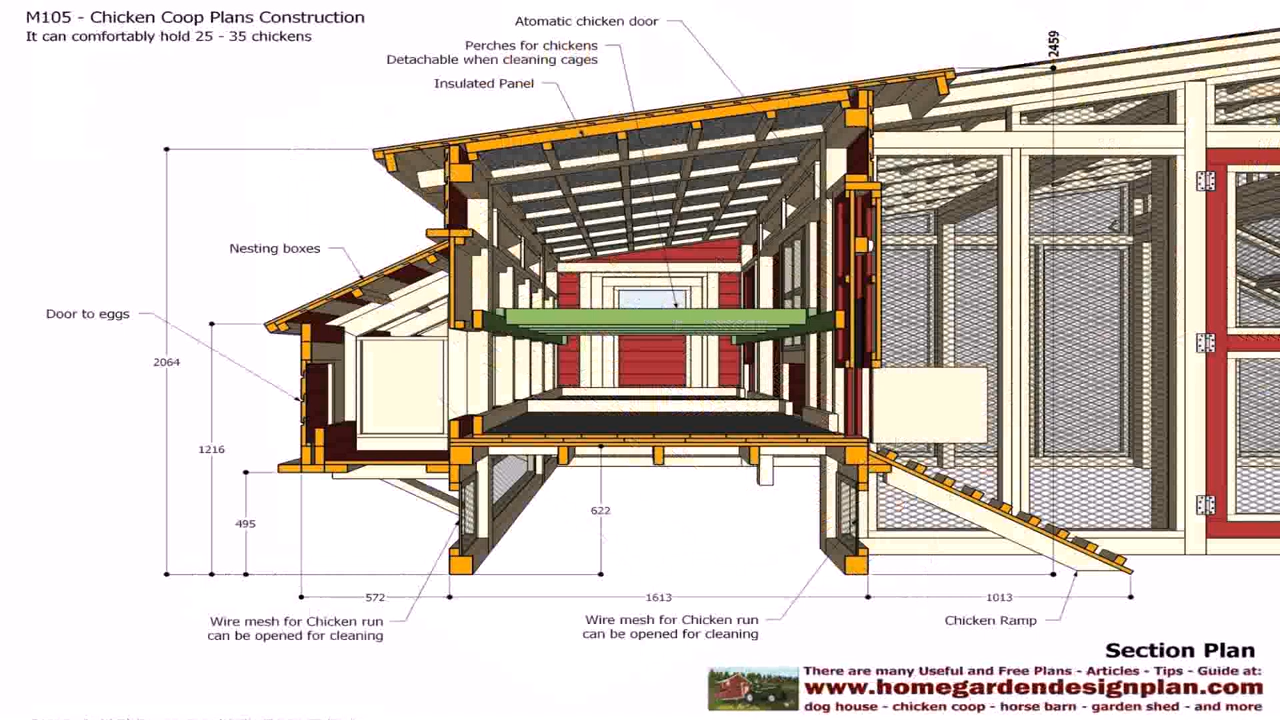 M105 - Chicken Coop Plans Construction
It can comfortably hold 25 - 35 chickens
Atomatic chicken door
Perches for chickens
Detachable when cleaning cages
Insulated Panel
2459
Nesting boxes
Door to eggs
2064
1216
495
622
572
1613
1013
Wire mesh for Chicken run
can be opened for cleaning
Wire mesh for Chicken run
can be opened for cleaning
Chicken Ramp
Section Plan
There are many Useful and Free Plans - Articles - Tips - Guide at:
www.homegardendesignplan.com
dog house - chicken coop - horse barn - garden shed - and more